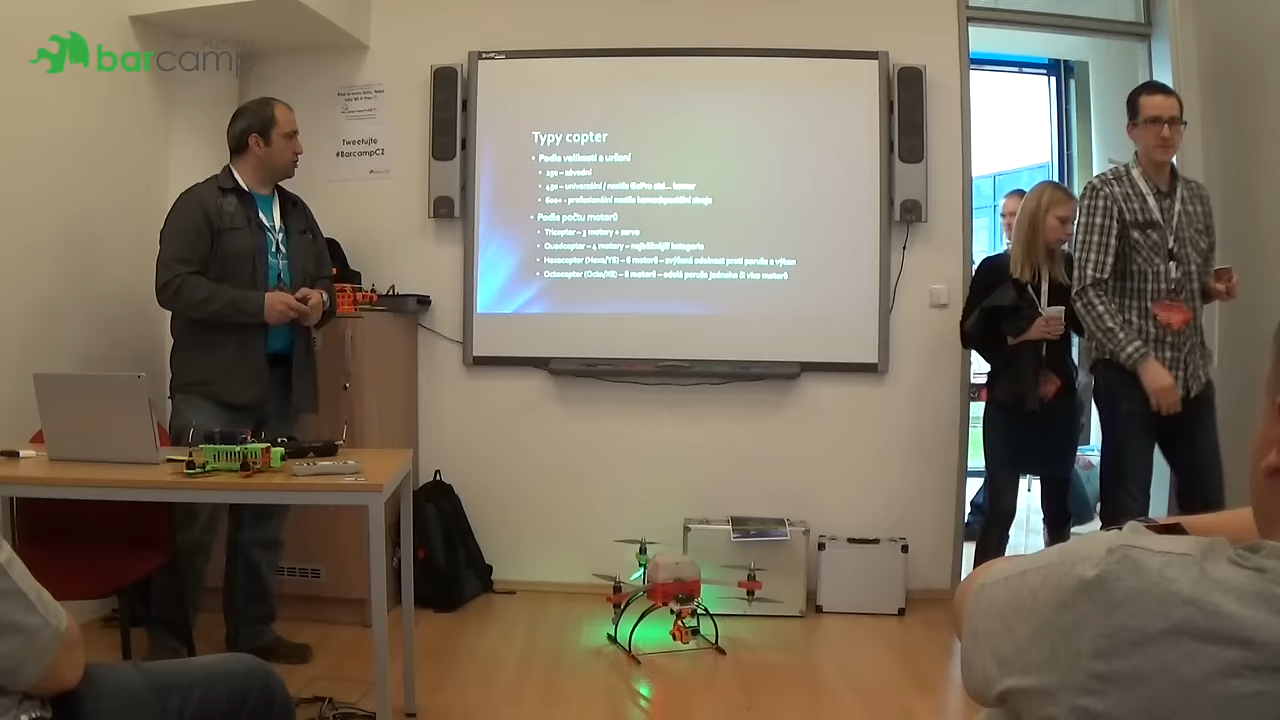 PLZEŇSKÝ
barcamp
Tweetujte
#BarcampCZ
Typy copter
• Podle velikosti a určení
• 250 – závodní
• 450 – univerzální / nosiče GoPro atd... kamer
• 600+ - profesionální nosiče
• Podle počtu motorů
• Tricopter – 3 motory + servo
• Quadcopter – 4 motory – nejběžnější kategorie
• Hexacopter (Hexa/Y6) – 6 motorů – zvýšená odolnost proti poruše a výkon
• Octocopter (Octo/X8) – 8 motorů – odolá poruše jednoho či více motorů